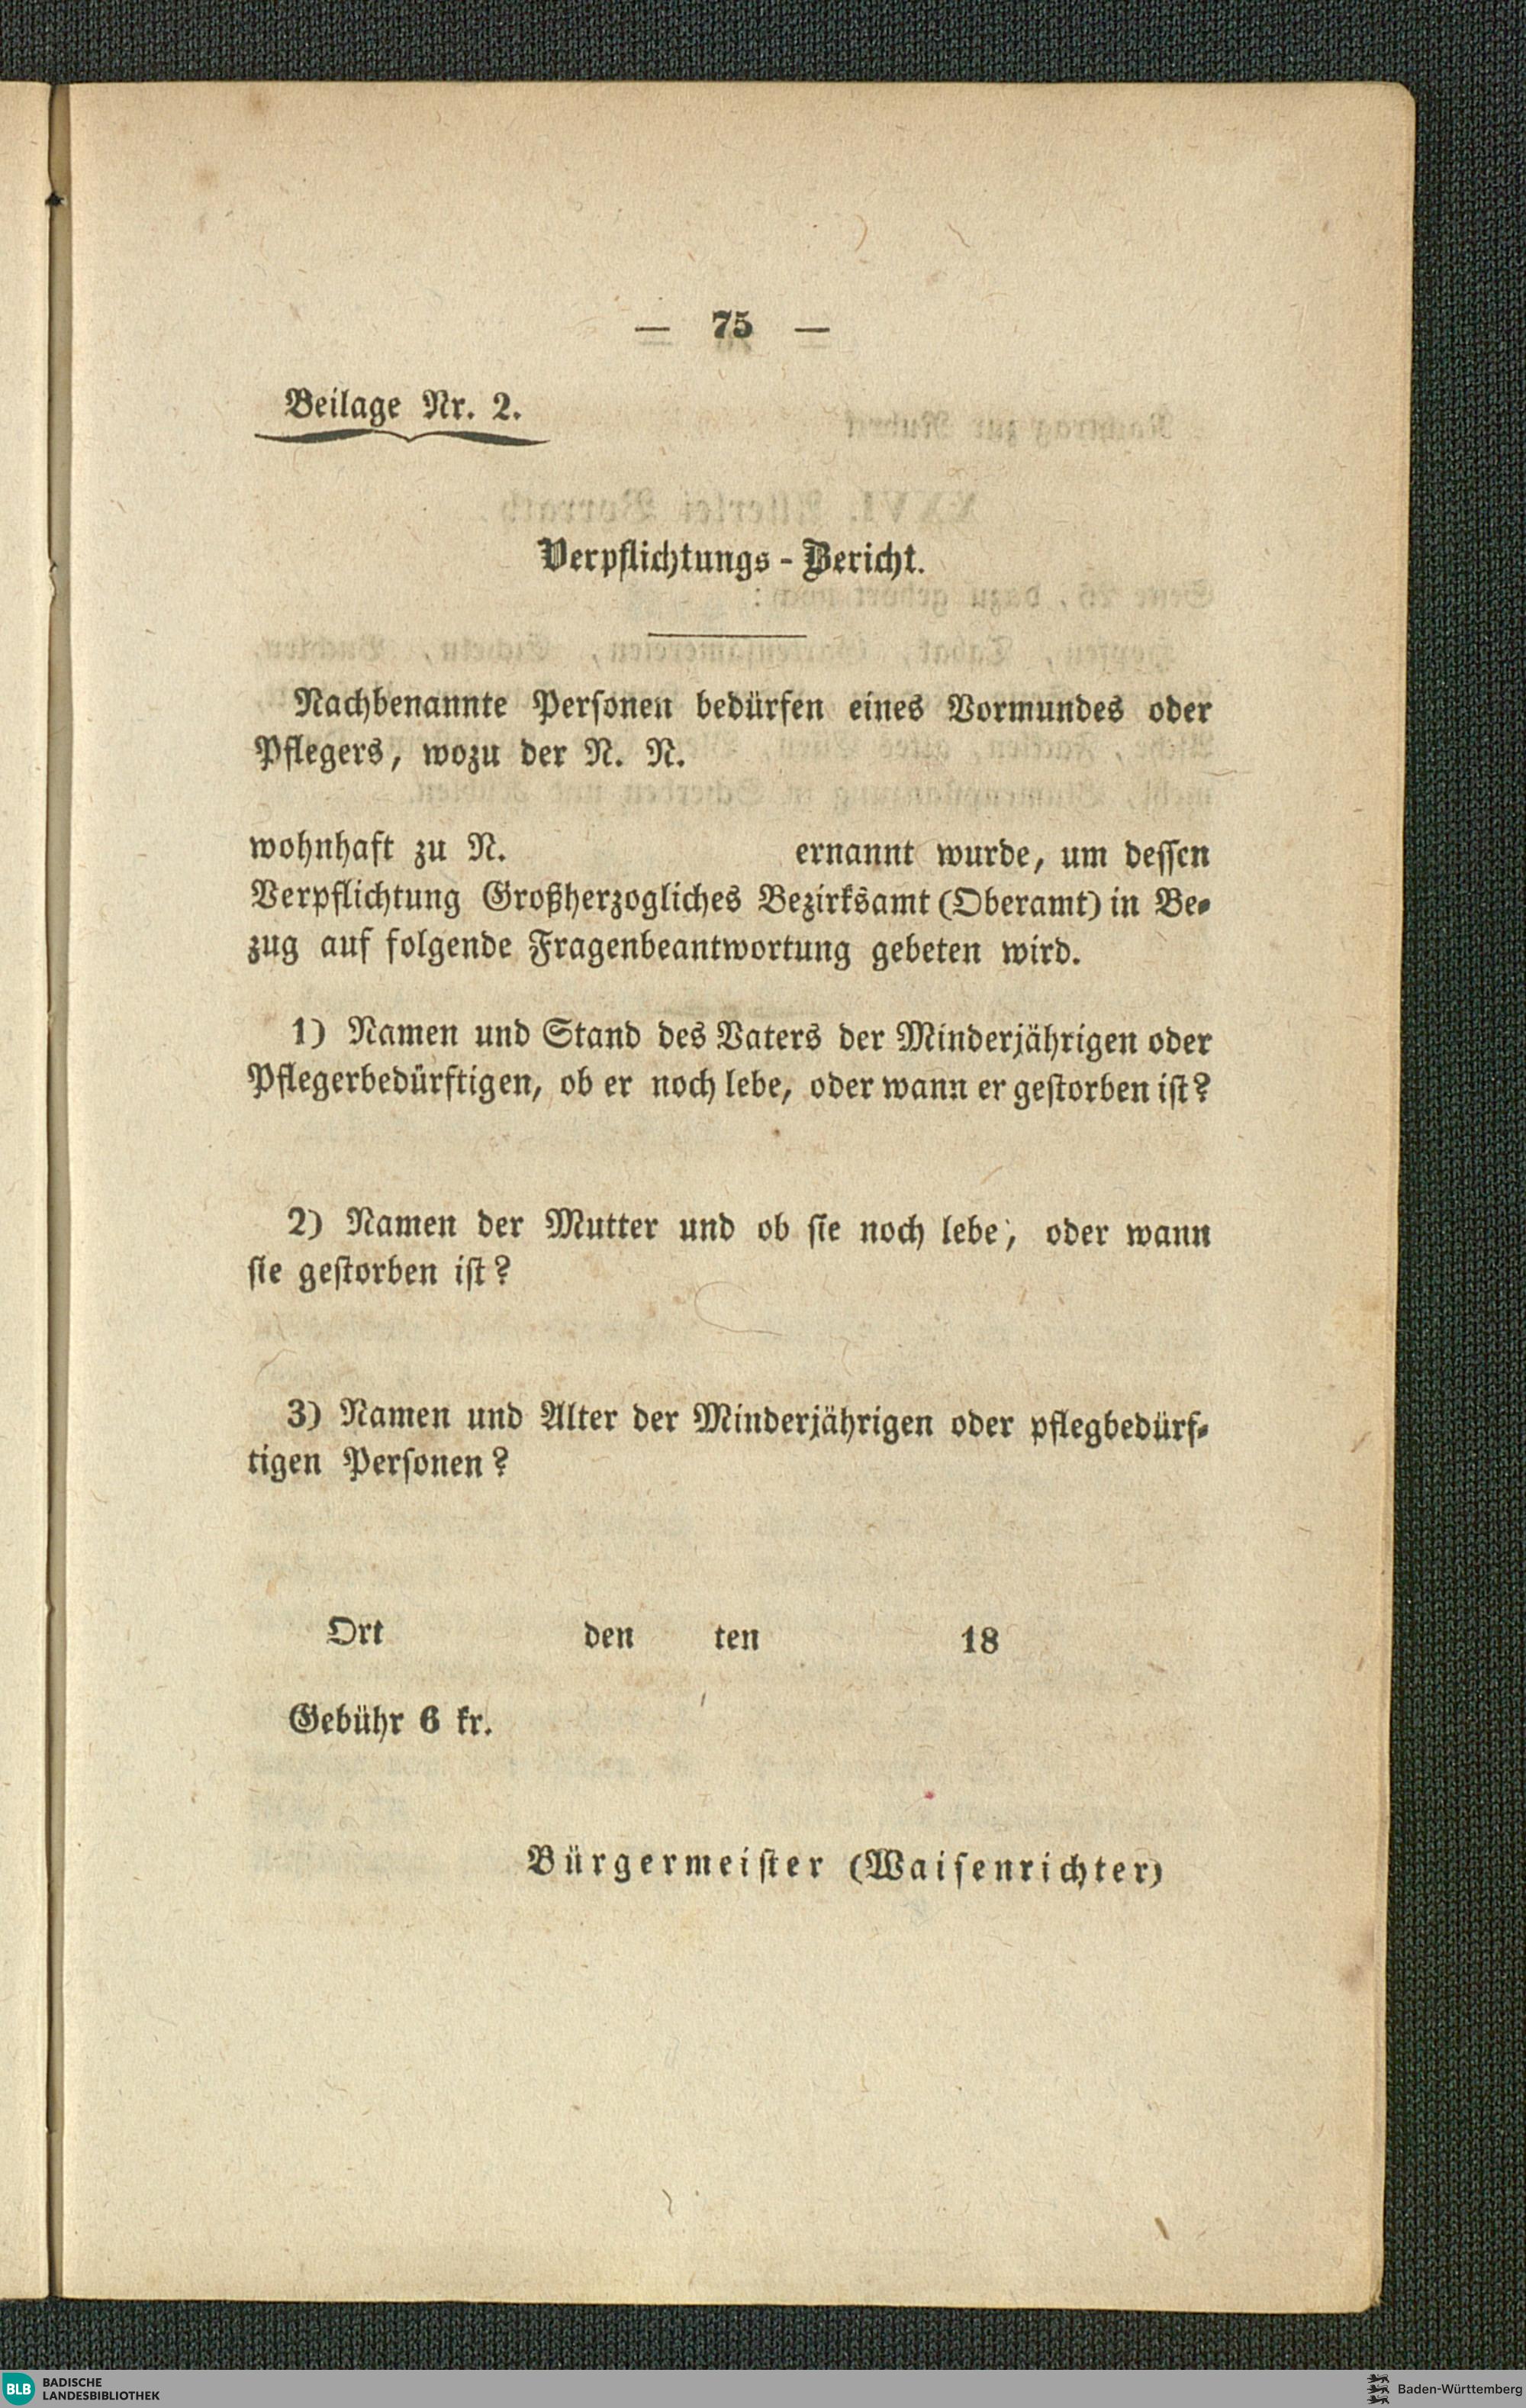 — 75 —
Beilage Nr. 2.
Verpflichtungs-Bericht.
Nachbenannte Personen bedürfen eines Vormundes oder
Pflegers, wozu der N. N.
wohnhaft zu N. ernannt wurde, um dessen
Verpflichtung Großherzogliches Bezirksamt (Oberamt) in Be-
zug auf folgende Fragenbeantwortung gebeten wird.
1) Namen und Stand des Vaters der Minderjährigen oder
Pflegerbedürftigen, ob er noch lebe, oder wann er gestorben ist?
2) Namen der Mutter und ob sie noch lebe, oder wann
sie gestorben ist?
3) Namen und Alter der Minderjährigen oder pflegbedürf-
tigen Personen?
Ort den ten 18
Gebühr 6 kr.
Bürgermeister (Waisenrichter)
BLB BADISCHE
LANDESBIBLIOTHEK
Baden-Württemberg